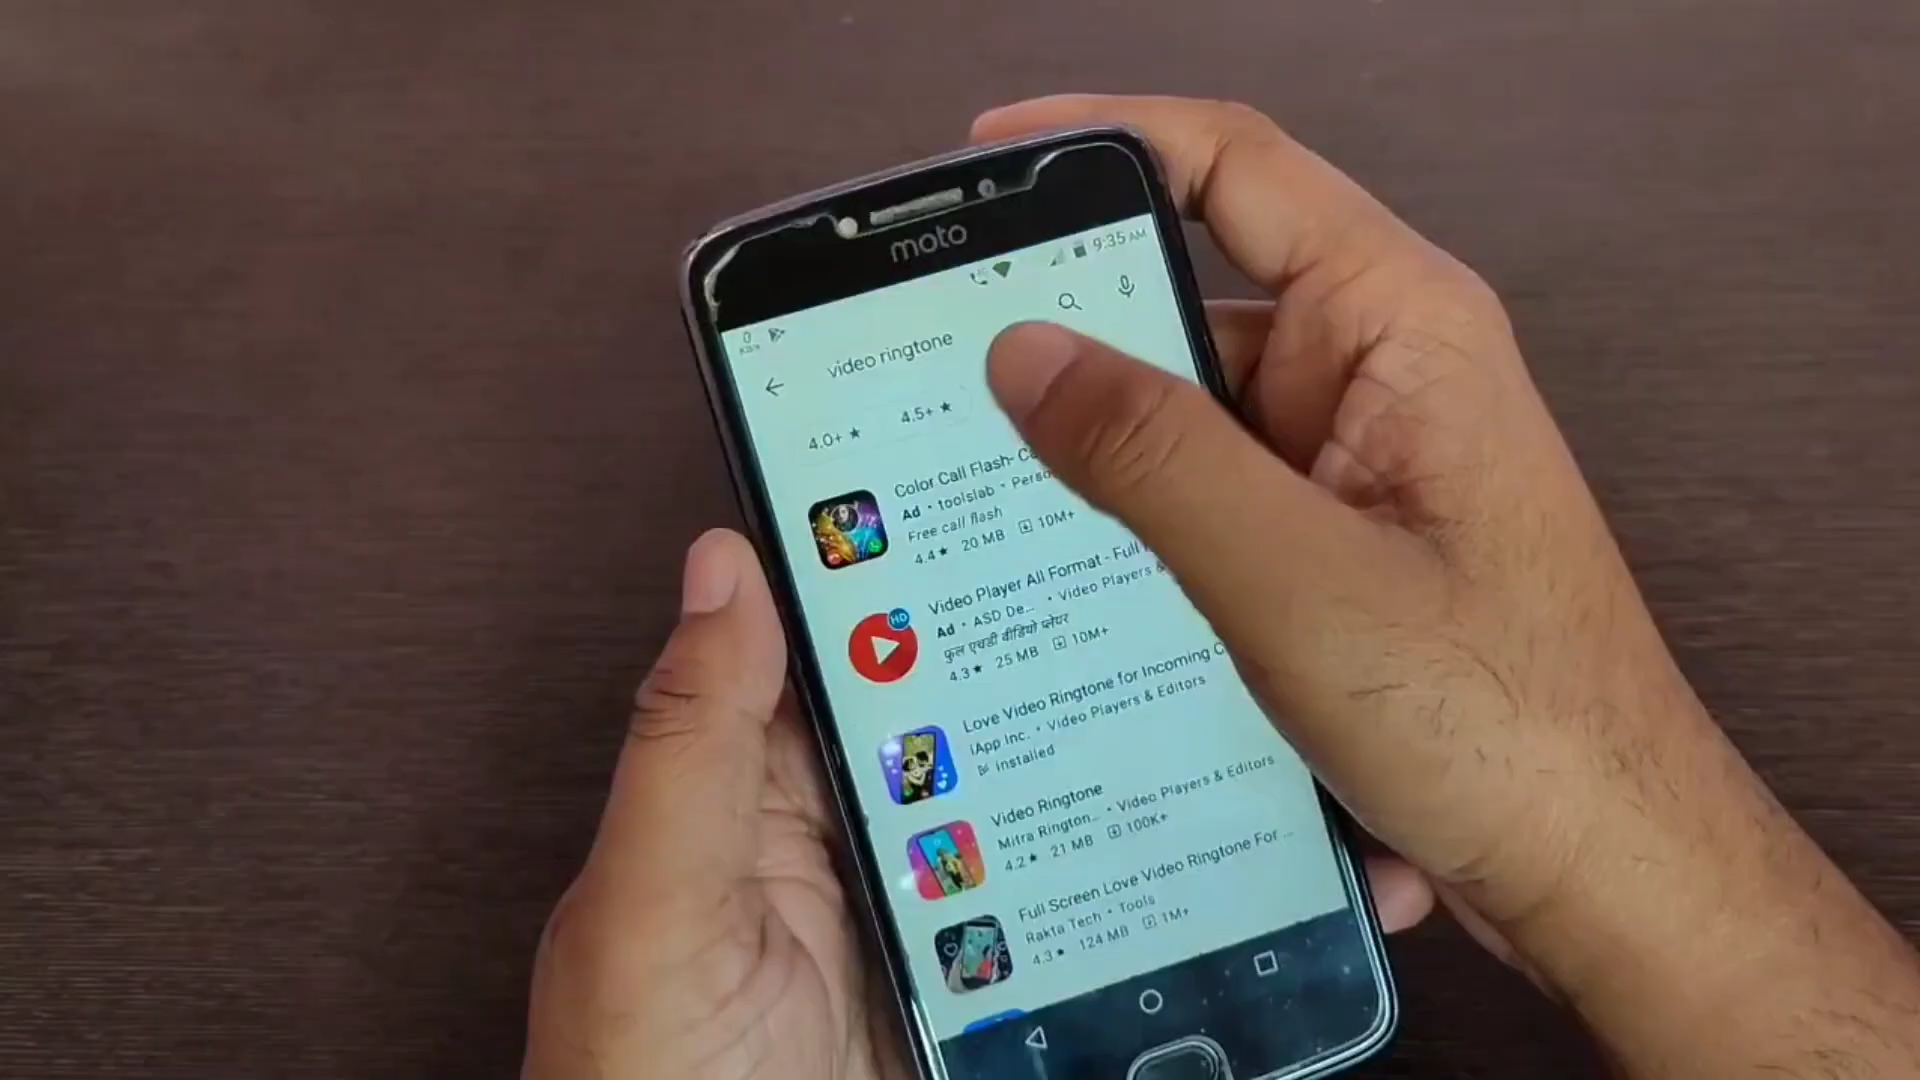 moto
9:35 AM
0
KB/s
video ringtone
4.0+ ★ 4.5+ ★
Color Call Flash-
Ad • toolslab •
Free call flash
4.4★ 20 MB 10M+
Video Player All Format - Full
Ad • ASD De... • Video Players &
फुल एचडी वीडियो प्लेयर
4.3★ 25 MB 10M+
HD
Love Video Ringtone for Incoming
iApp Inc. • Video Players & Editors
Installed
Video Ringtone
Mitra Rington... • Video Players & Editors
4.2★ 21 MB 100K+
Full Screen Love Video Ringtone For ...
Rakta Tech • Tools
4.3★ 124 MB 1M+